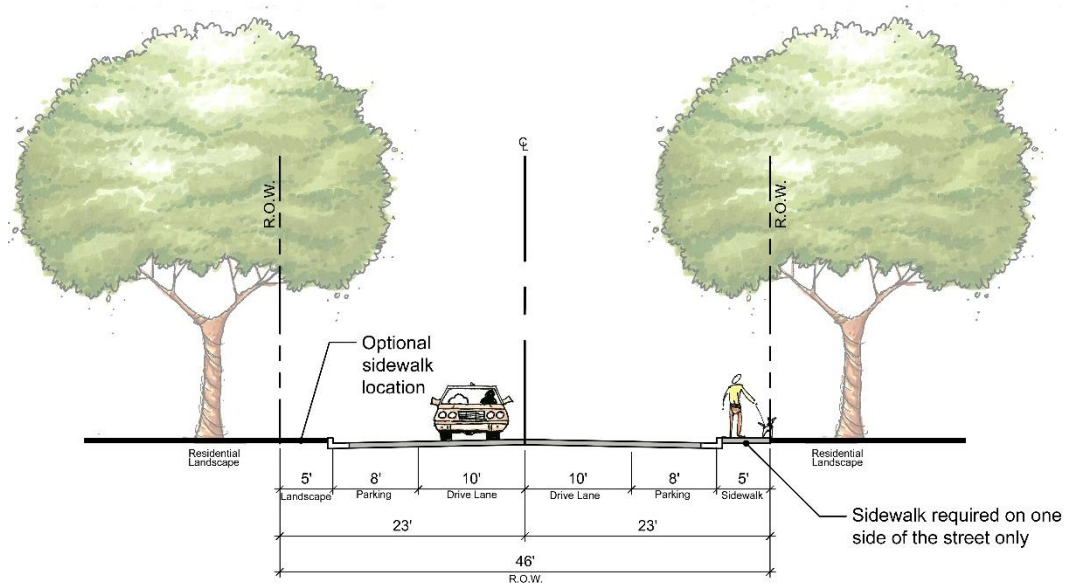 ℄
R.O.W.
R.O.W.
Optional
sidewalk
location
Residential
Landscape
Residential
Landscape
5'
8'
10'
10'
8'
5'
Landscape
Parking
Drive Lane
Drive Lane
Parking
Sidewalk
23'
23'
Sidewalk required on one
side of the street only
46'
R.O.W.